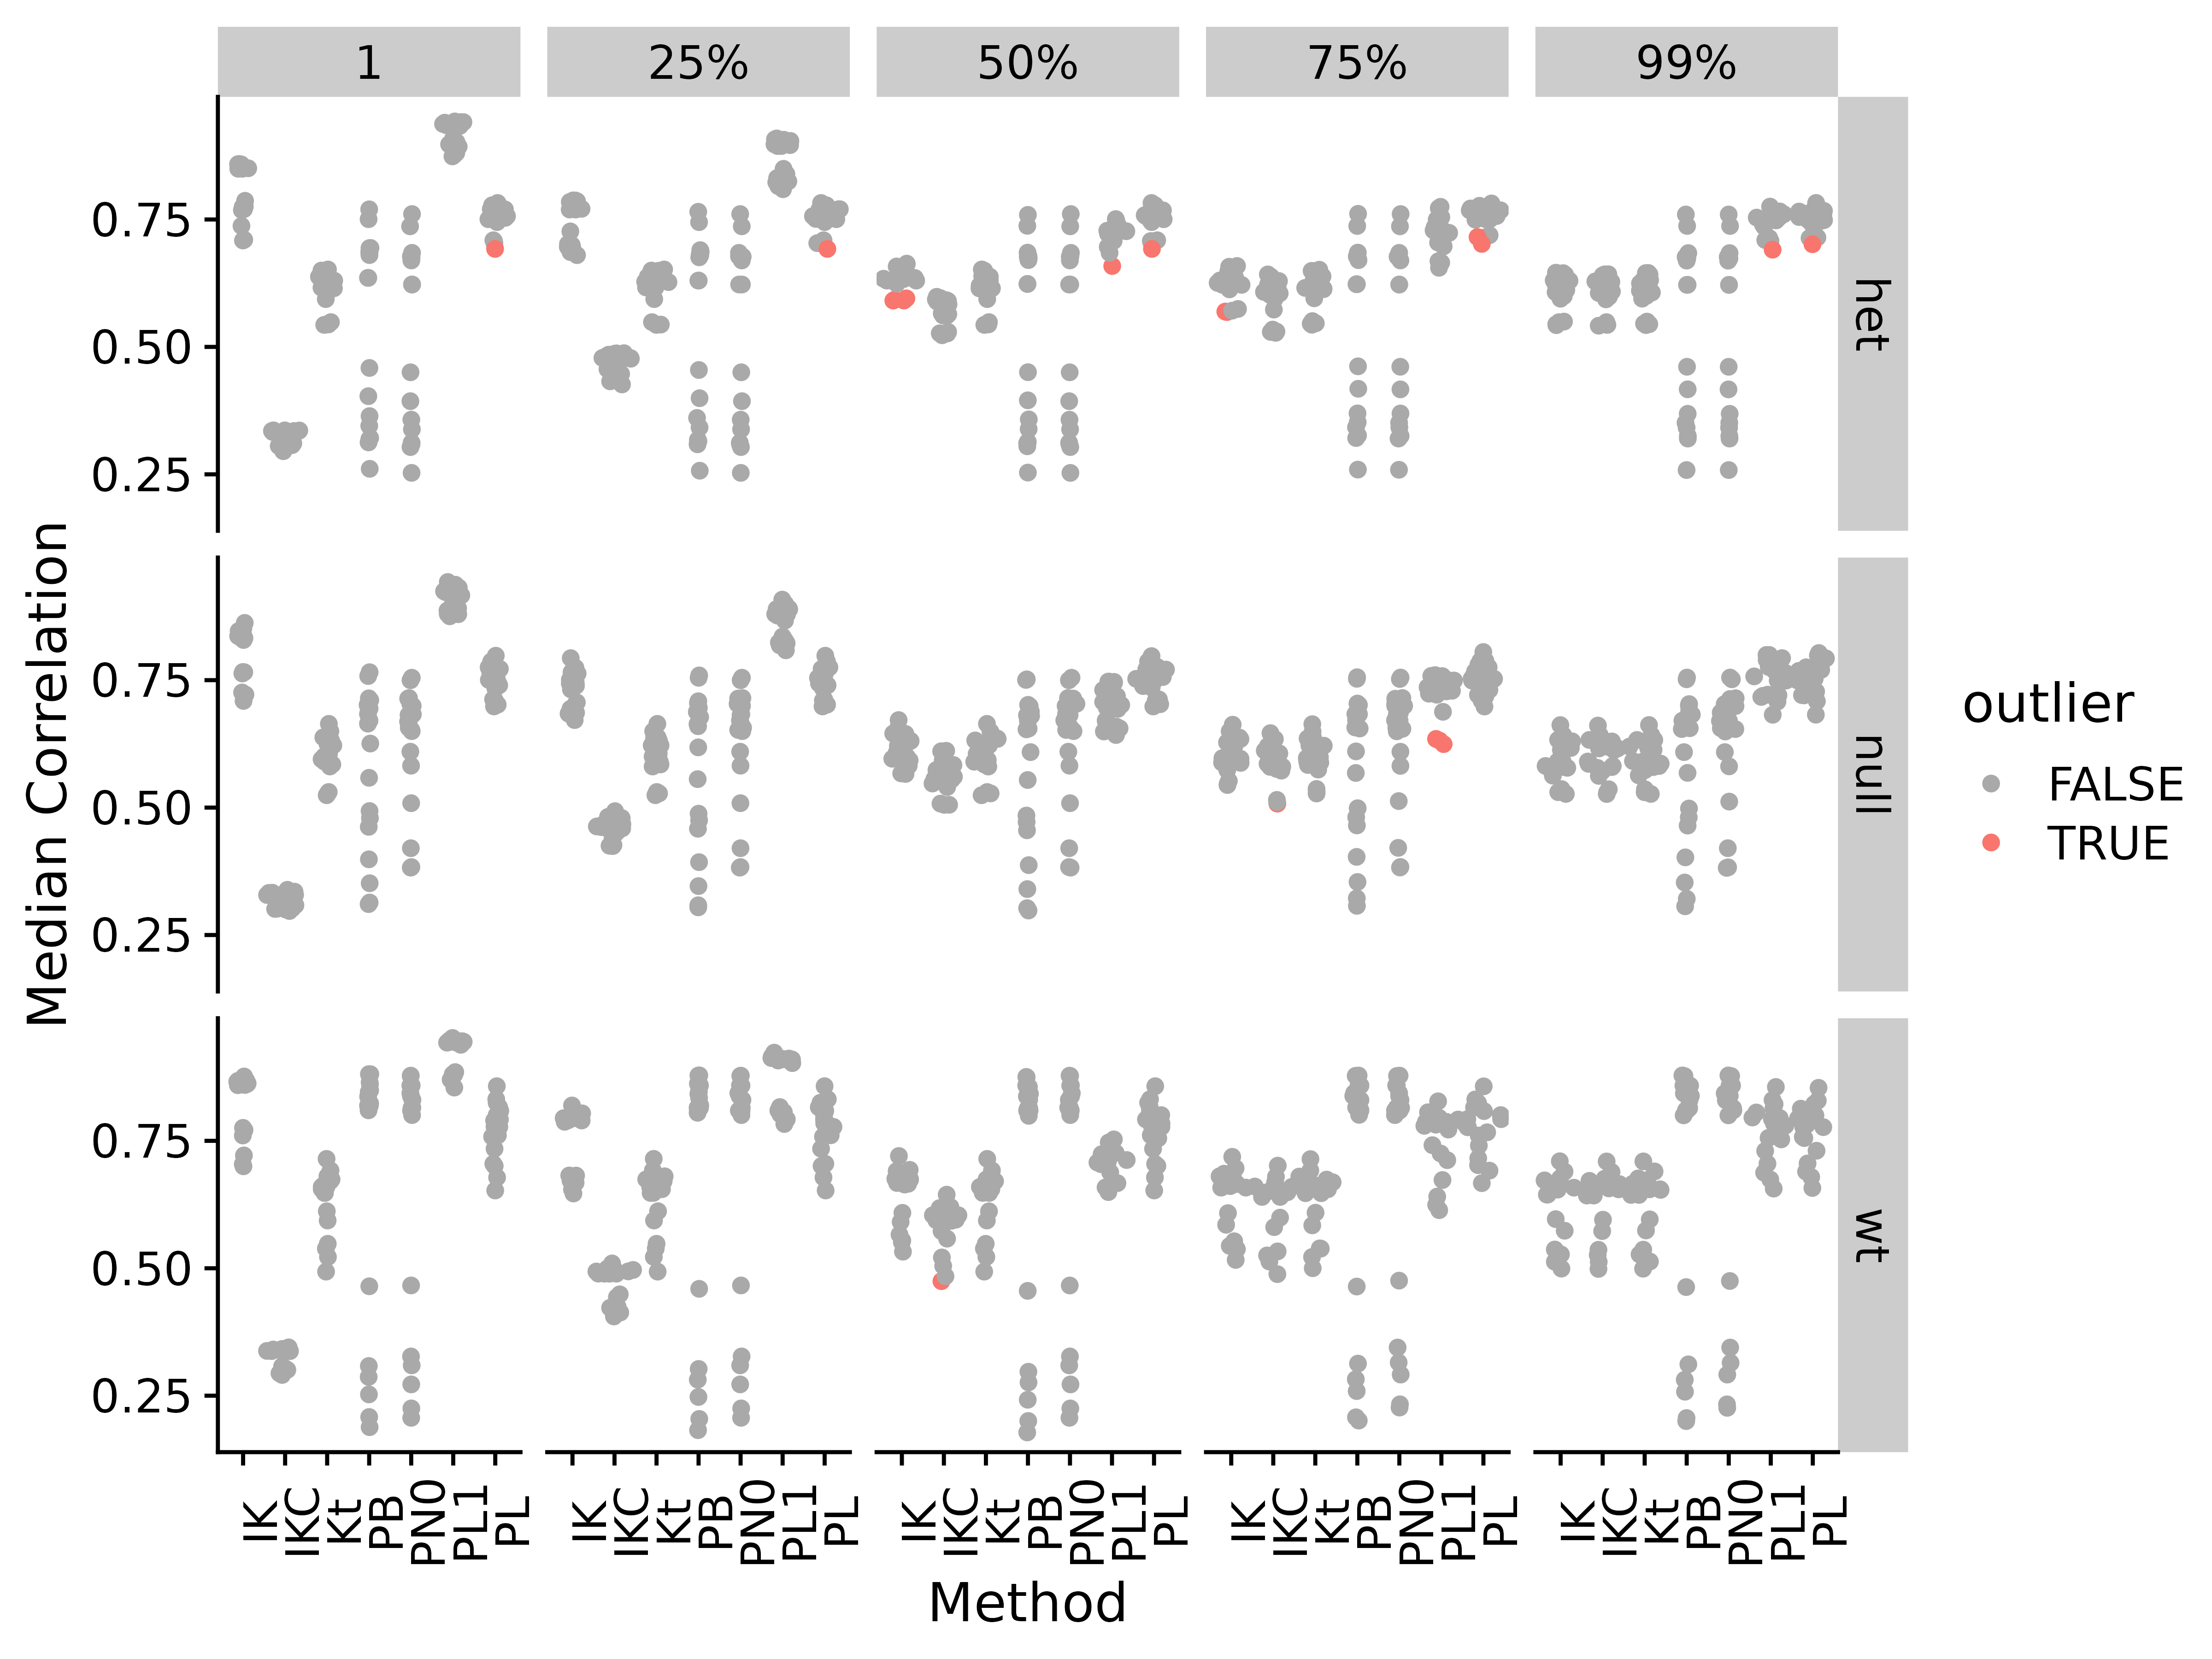 1 25% 50% 75% 99%
0.75
0.50
0.25
het
0.75
0.50
0.25
null
0.75
0.50
0.25
wt
Median Correlation
IK IKC Kt PB PN0 PL1 PL IK IKC Kt PB PN0 PL1 PL IK IKC Kt PB PN0 PL1 PL IK IKC Kt PB PN0 PL1 PL IK IKC Kt PB PN0 PL1 PL
Method
outlier
FALSE
TRUE